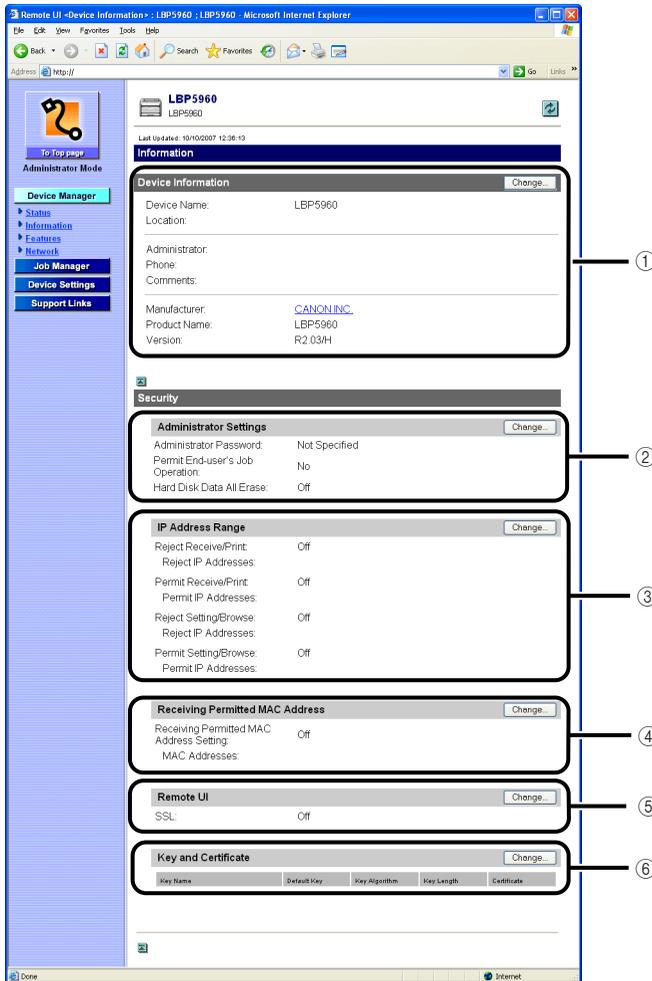 Remote UI <Device Information> : LBP5960 ; LBP5960 - Microsoft Internet Explorer
File Edit View Favorites Tools Help
Back Search Favorites
Address http:// Go Links »
LBP5960
LBP5960
To Top page
Administrator Mode
Device Manager
Status
Information
Features
Network
Job Manager
Device Settings
Support Links
Last Updated: 10/10/2007 12:36:13
Information
Device Information Change...
Device Name: LBP5960
Location:
Administrator:
Phone:
Comments:
Manufacturer: CANON INC.
Product Name: LBP5960
Version: R2.03/H
①
Security
Administrator Settings Change...
Administrator Password: Not Specified
Permit End-user's Job
Operation: No
Hard Disk Data All Erase: Off
②
IP Address Range Change...
Reject Receive/Print: Off
Reject IP Addresses:
Permit Receive/Print: Off
Permit IP Addresses:
Reject Setting/Browse: Off
Reject IP Addresses:
Permit Setting/Browse: Off
Permit IP Addresses:
③
Receiving Permitted MAC Address Change...
Receiving Permitted MAC
Address Setting: Off
MAC Addresses:
④
Remote UI Change...
SSL: Off
⑤
Key and Certificate Change...
Key Name Default Key Key Algorithm Key Length Certificate
⑥
Done Internet